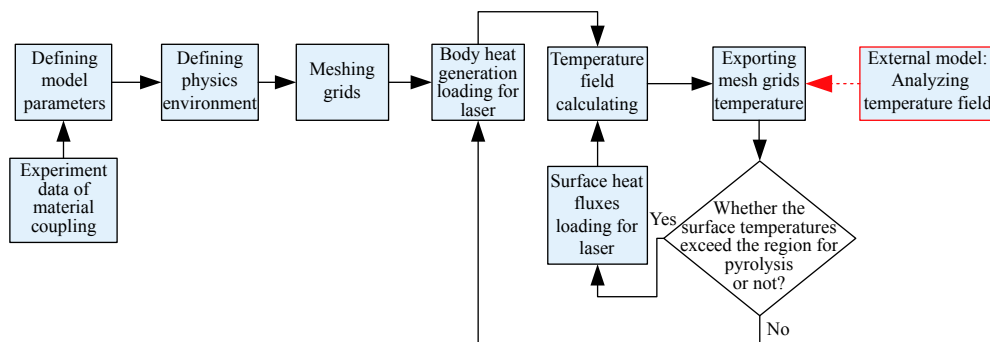 Defining
model
parameters
Defining
physics
environment
Meshing
grids
Body heat
generation
loading for
laser
Temperature
field
calculating
Exporting
mesh grids
temperature
External model:
Analyzing
temperature field
Experiment
data of
material
coupling
Surface heat
fluxes
loading for
laser
Yes
Whether the
surface temperatures
exceed the region for
pyrolysis
or not?
No